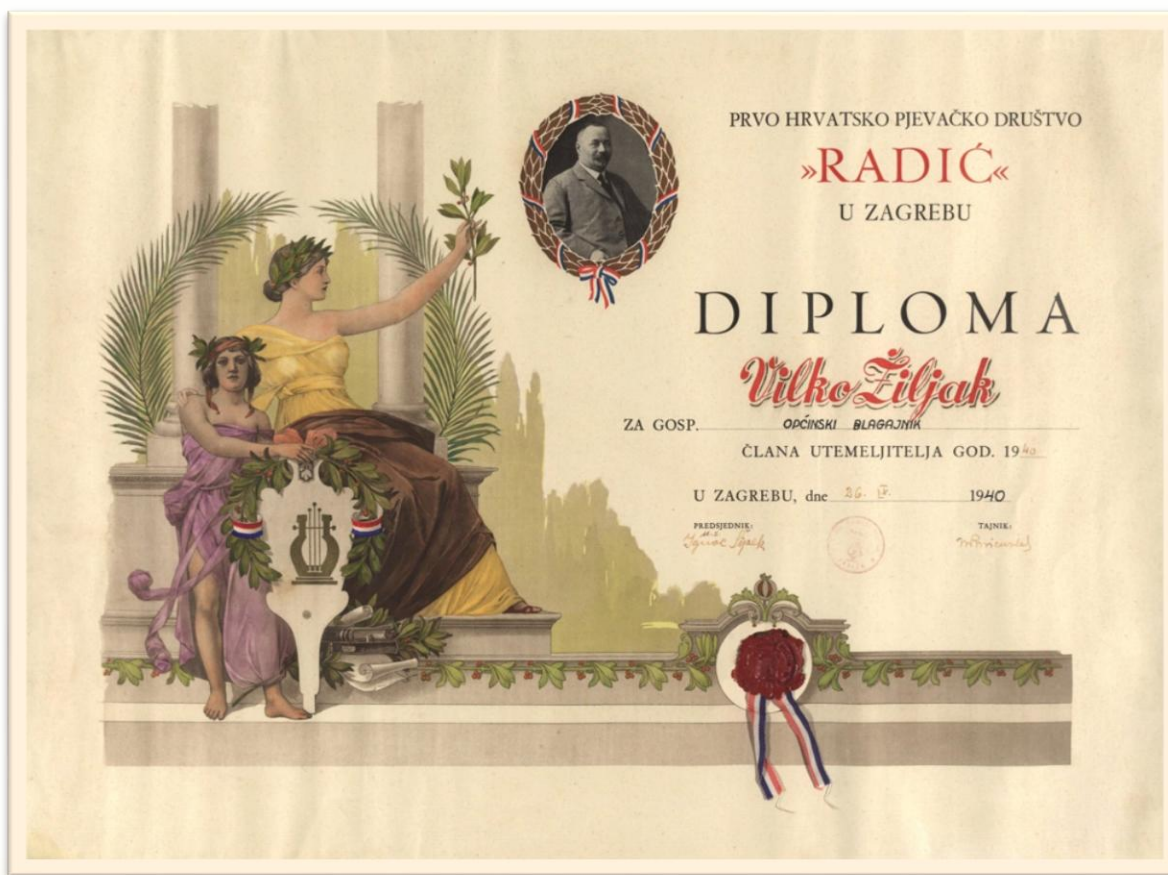 PRVO HRVATSKO PJEVAČKO DRUŠTVO
»RADIĆ«
U ZAGREBU
DIPLOMA
Vilko Žiljak
ZA GOSP. OPĆINSKI BLAGAJNIK
ČLANA UTEMELJITELJA GOD. 1940
U ZAGREBU, dne 26. IV. 1940
PREDSJEDNIK: TAJNIK: